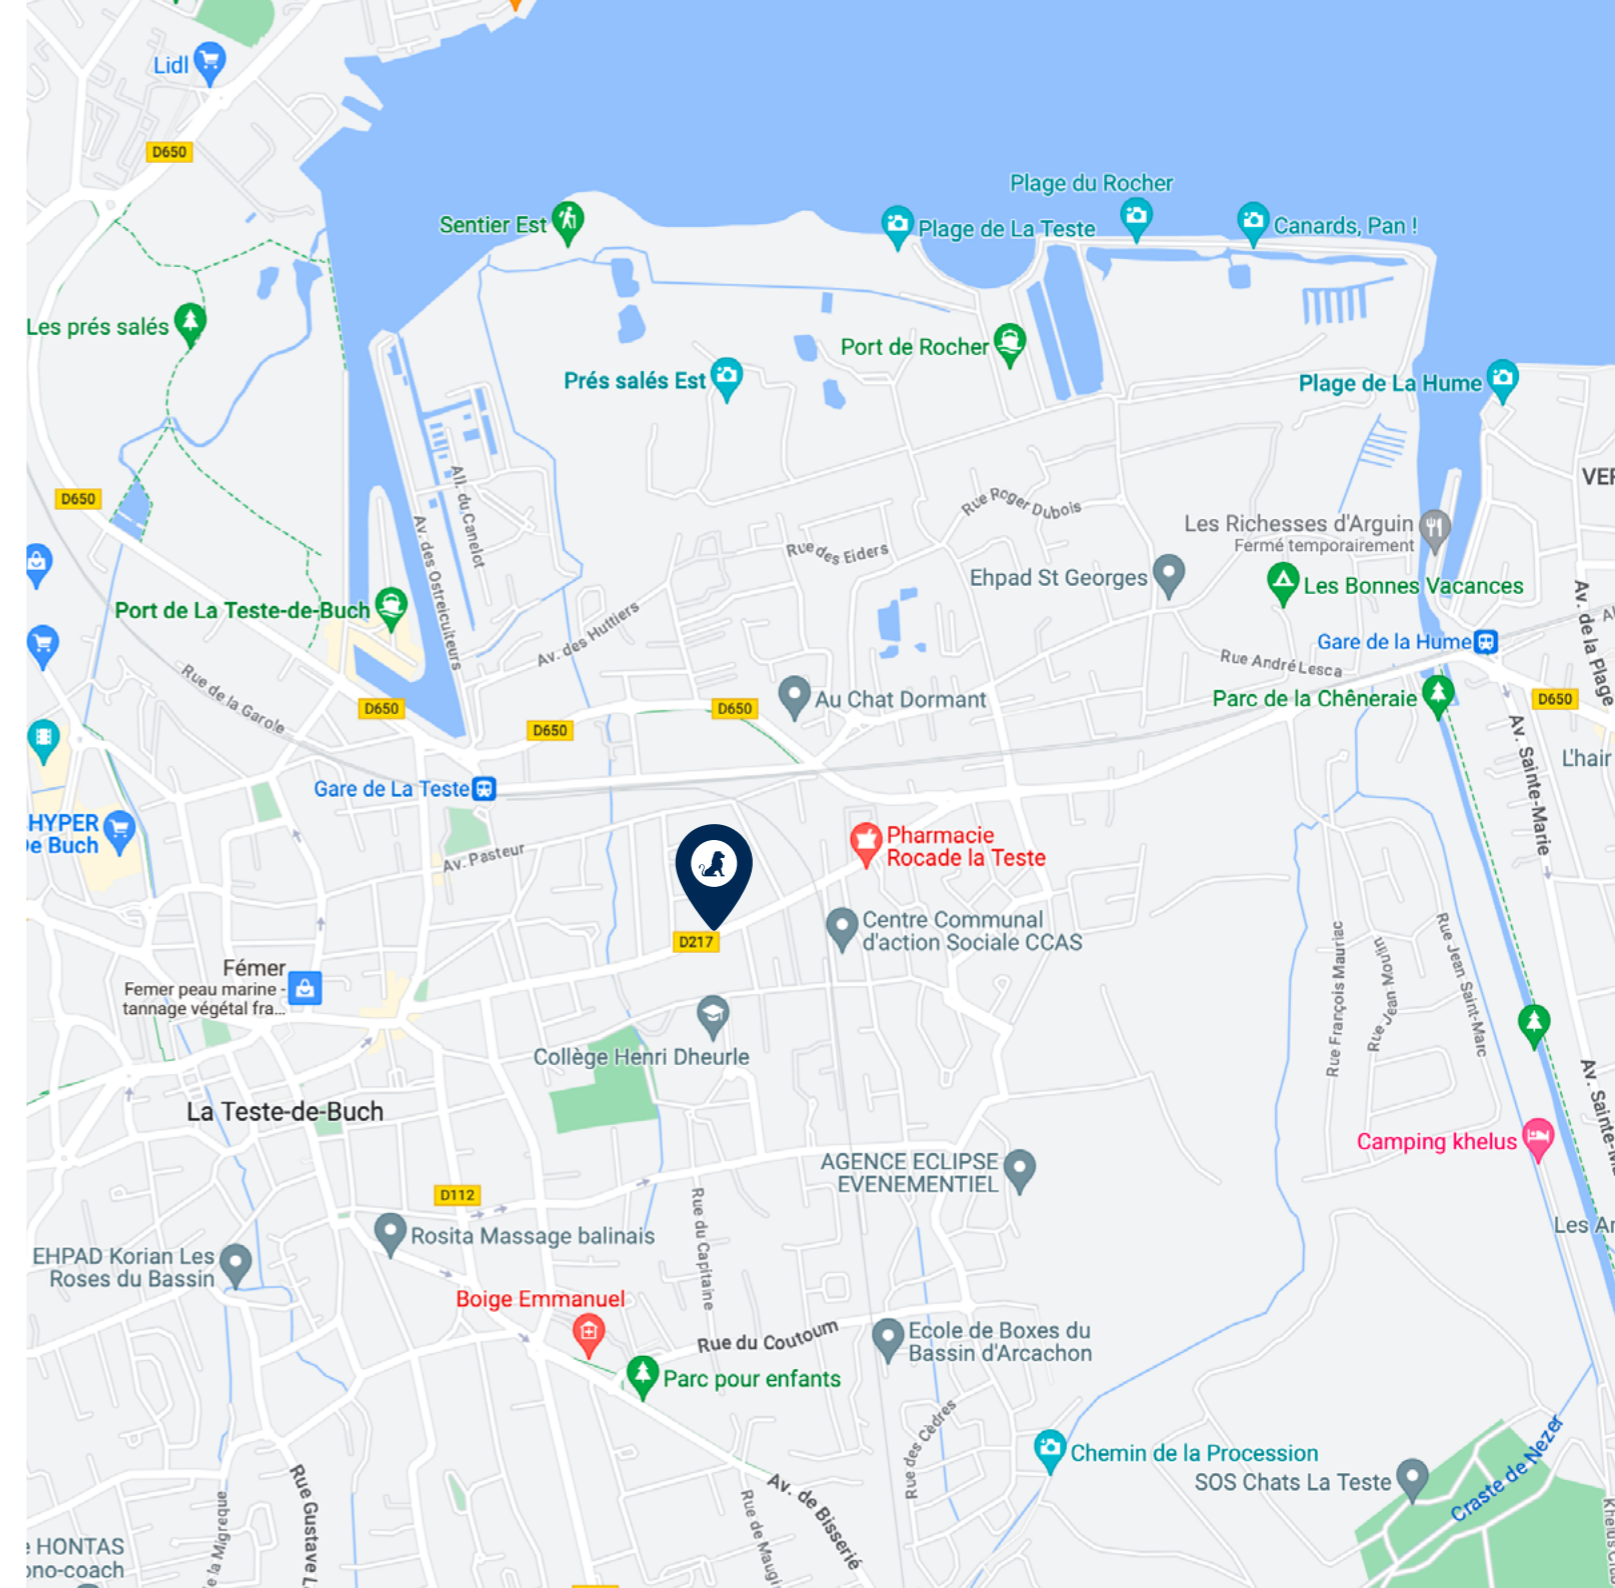 Lidl
D650
Plage du Rocher
Sentier Est
Plage de La Teste
Canards, Pan !
Les prés salés
Port de Rocher
Prés salés Est
Plage de La Hume
D650
All. du Canelot
Av. des Ostreiculteurs
Rue Roger Dubois
Rue des Eiders
Les Richesses d'Arguin
Fermé temporairement
Ehpad St Georges
Les Bonnes Vacances
Port de La Teste-de-Buch
Av. des Huttiers
Gare de la Hume
Av. de la Plage
Rue André Lesca
Rue de la Garole
Au Chat Dormant
Parc de la Chêneraie
D650
D650
D650
D650
Av. Sainte-Marie
L'hair
Gare de La Teste
HYPER
De Buch
Av. Pasteur
Pharmacie
Rocade la Teste
D217
Centre Communal
d'action Sociale CCAS
Rue François Mauriac
Rue Jean Moulin
Rue Jean Saint-Marc
Fémer
Femer peau marine -
tannage végétal fra...
Collège Henri Dheurle
La Teste-de-Buch
Av. Sainte-M
Camping khelus
AGENCE ECLIPSE
EVENEMENTIEL
D112
Rue du Capitaine
Rosita Massage balinais
Les Ar
EHPAD Korian Les
Roses du Bassin
Boige Emmanuel
Rue du Coutoum
Ecole de Boxes du
Bassin d'Arcachon
Parc pour enfants
Rue des Cèdres
Chemin de la Procession
SOS Chats La Teste
Craste de Nezer
Av. de Bisserié
Rue de Maugi
Rue Gustave L
e la Migreque
HONTAS
ono-coach